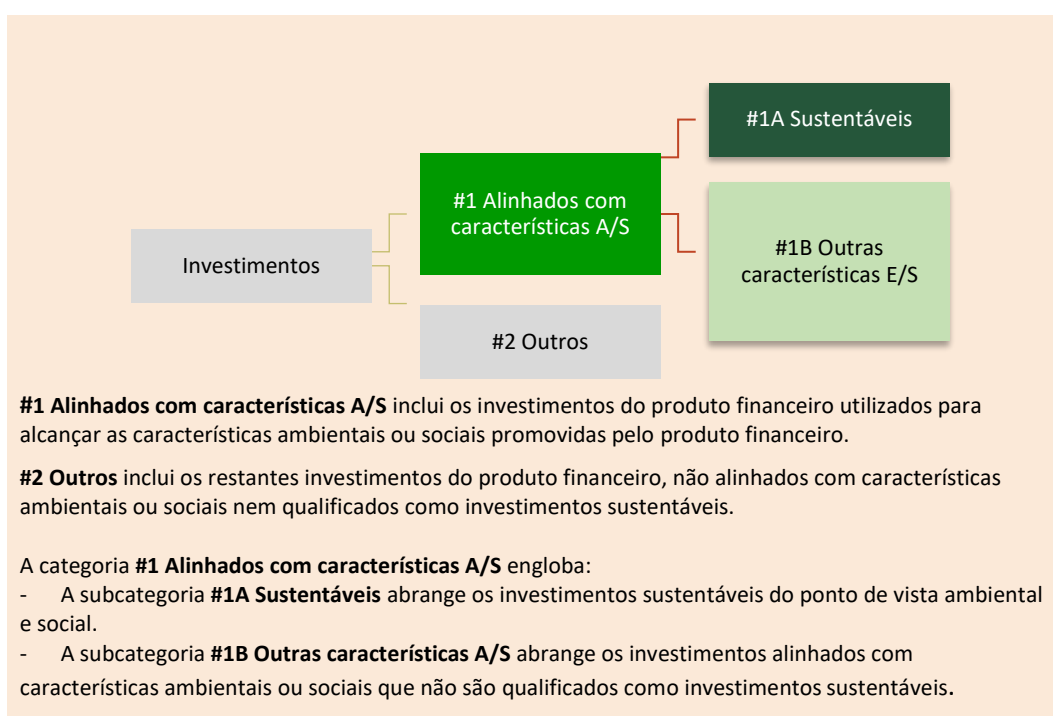 #1A Sustentáveis
#1 Alinhados com
características A/S
#1B Outras
características E/S
Investimentos
#2 Outros
#1 Alinhados com características A/S inclui os investimentos do produto financeiro utilizados para
alcançar as características ambientais ou sociais promovidas pelo produto financeiro.
#2 Outros inclui os restantes investimentos do produto financeiro, não alinhados com características
ambientais ou sociais nem qualificados como investimentos sustentáveis.
A categoria #1 Alinhados com características A/S engloba:
- A subcategoria #1A Sustentáveis abrange os investimentos sustentáveis do ponto de vista ambiental
e social.
- A subcategoria #1B Outras características A/S abrange os investimentos alinhados com
características ambientais ou sociais que não são qualificados como investimentos sustentáveis.